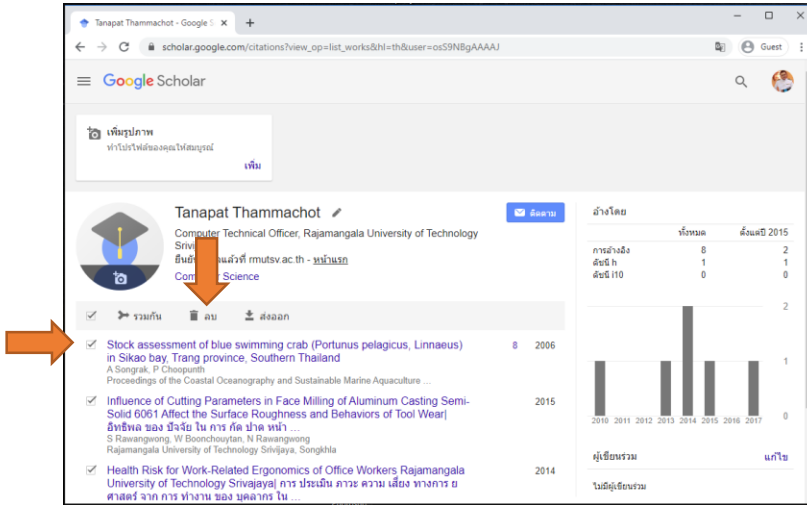 Tanapat Thammachot - Google S
scholar.google.com/citations?view_op=list_works&hl=th&user=osS9NBgAAAAJ
Guest
Google Scholar
เพิ่มรูปภาพ
ทำโปรไฟล์ของคุณให้สมบูรณ์
เพิ่ม
Tanapat Thammachot
ติดตาม
Computer Technical Officer, Rajamangala University of Technology
ที่ rmutsv.ac.th - หน้าแรก
Science
รวมกัน ลบ ส่งออก
Stock assessment of blue swimming crab (Portunus pelagicus, Linnaeus) 8 2006
in Sikao bay, Trang province, Southern Thailand
A Songrak, P Choopunth
Proceedings of the Coastal Oceanography and Sustainable Marine Aquaculture ...
Influence of Cutting Parameters in Face Milling of Aluminum Casting Semi- 2015
Solid 6061 Affect the Surface Roughness and Behaviors of Tool Wear|
อิทธิพล ของ ปัจจัย ใน การ กัด ปาด หน้า ...
S Rawangwong, W Boonchouytan, N Rawangwong
Rajamangala University of Technology Srivijaya, Songkhla
Health Risk for Work-Related Ergonomics of Office Workers Rajamangala 2014
University of Technology Srivajaya| การ ประเมิน ภาวะ ความ เสี่ยง ทางการ ย
ศาสตร์ จาก การ ทำงาน ของ บุคลากร ใน ...
อ้างโดย
ทั้งหมด ตั้งแต่ปี 2015
การอ้างอิง 8 2
ดัชนี h 1 1
ดัชนี i10 0 0
2
1
0
2010 2011 2012 2013 2014 2015 2016 2017
ผู้เขียนร่วม แก้ไข
ไม่มีผู้เขียนร่วม